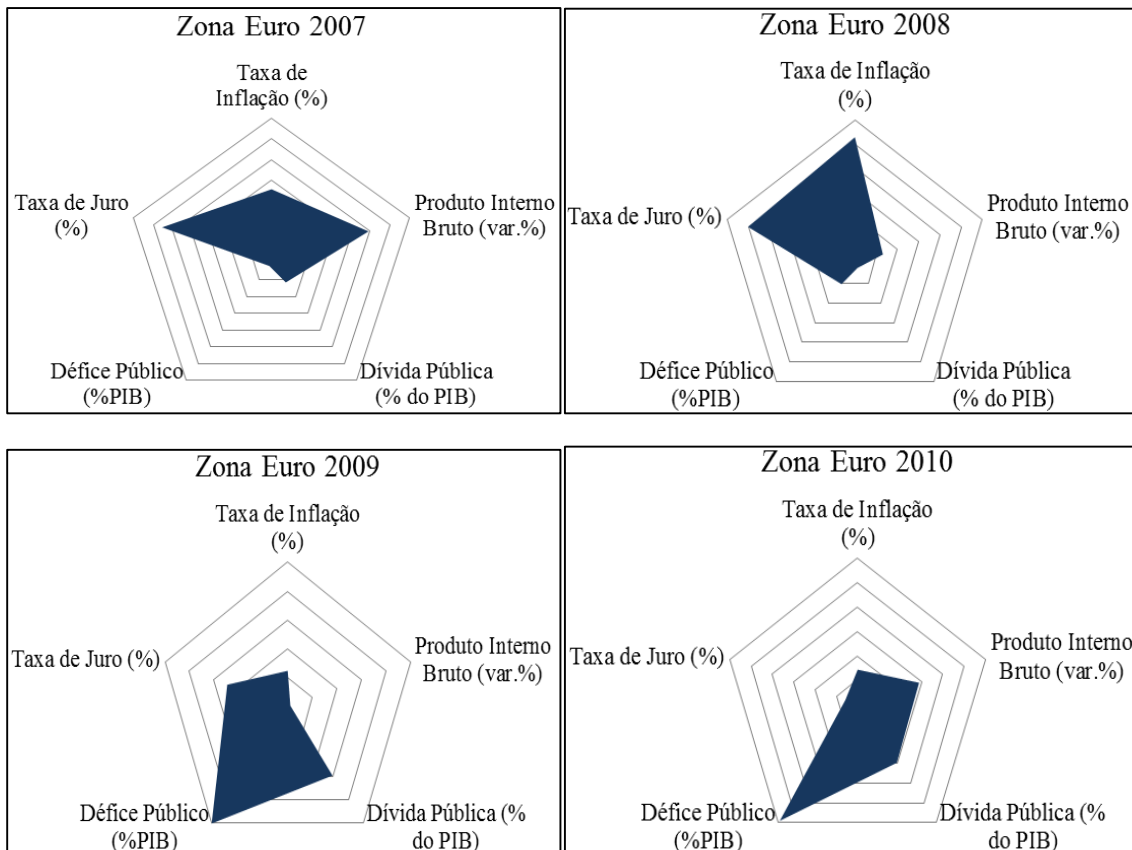 Zona Euro 2007
Taxa de
Inflação (%)
Taxa de Juro
(%)
Produto Interno
Bruto (var.%)
Défice Público
(%PIB)
Dívida Pública
(% do PIB)
Zona Euro 2008
Taxa de Inflação
(%)
Taxa de Juro (%)
Produto Interno
Bruto (var.%)
Défice Público
(%PIB)
Dívida Pública
(% do PIB)
Zona Euro 2009
Taxa de Inflação
(%)
Taxa de Juro (%)
Produto Interno
Bruto (var.%)
Défice Público
(%PIB)
Dívida Pública (%
do PIB)
Zona Euro 2010
Taxa de Inflação
(%)
Taxa de Juro (%)
Produto Interno
Bruto (var.%)
Défice Público
(%PIB)
Dívida Pública (%
do PIB)